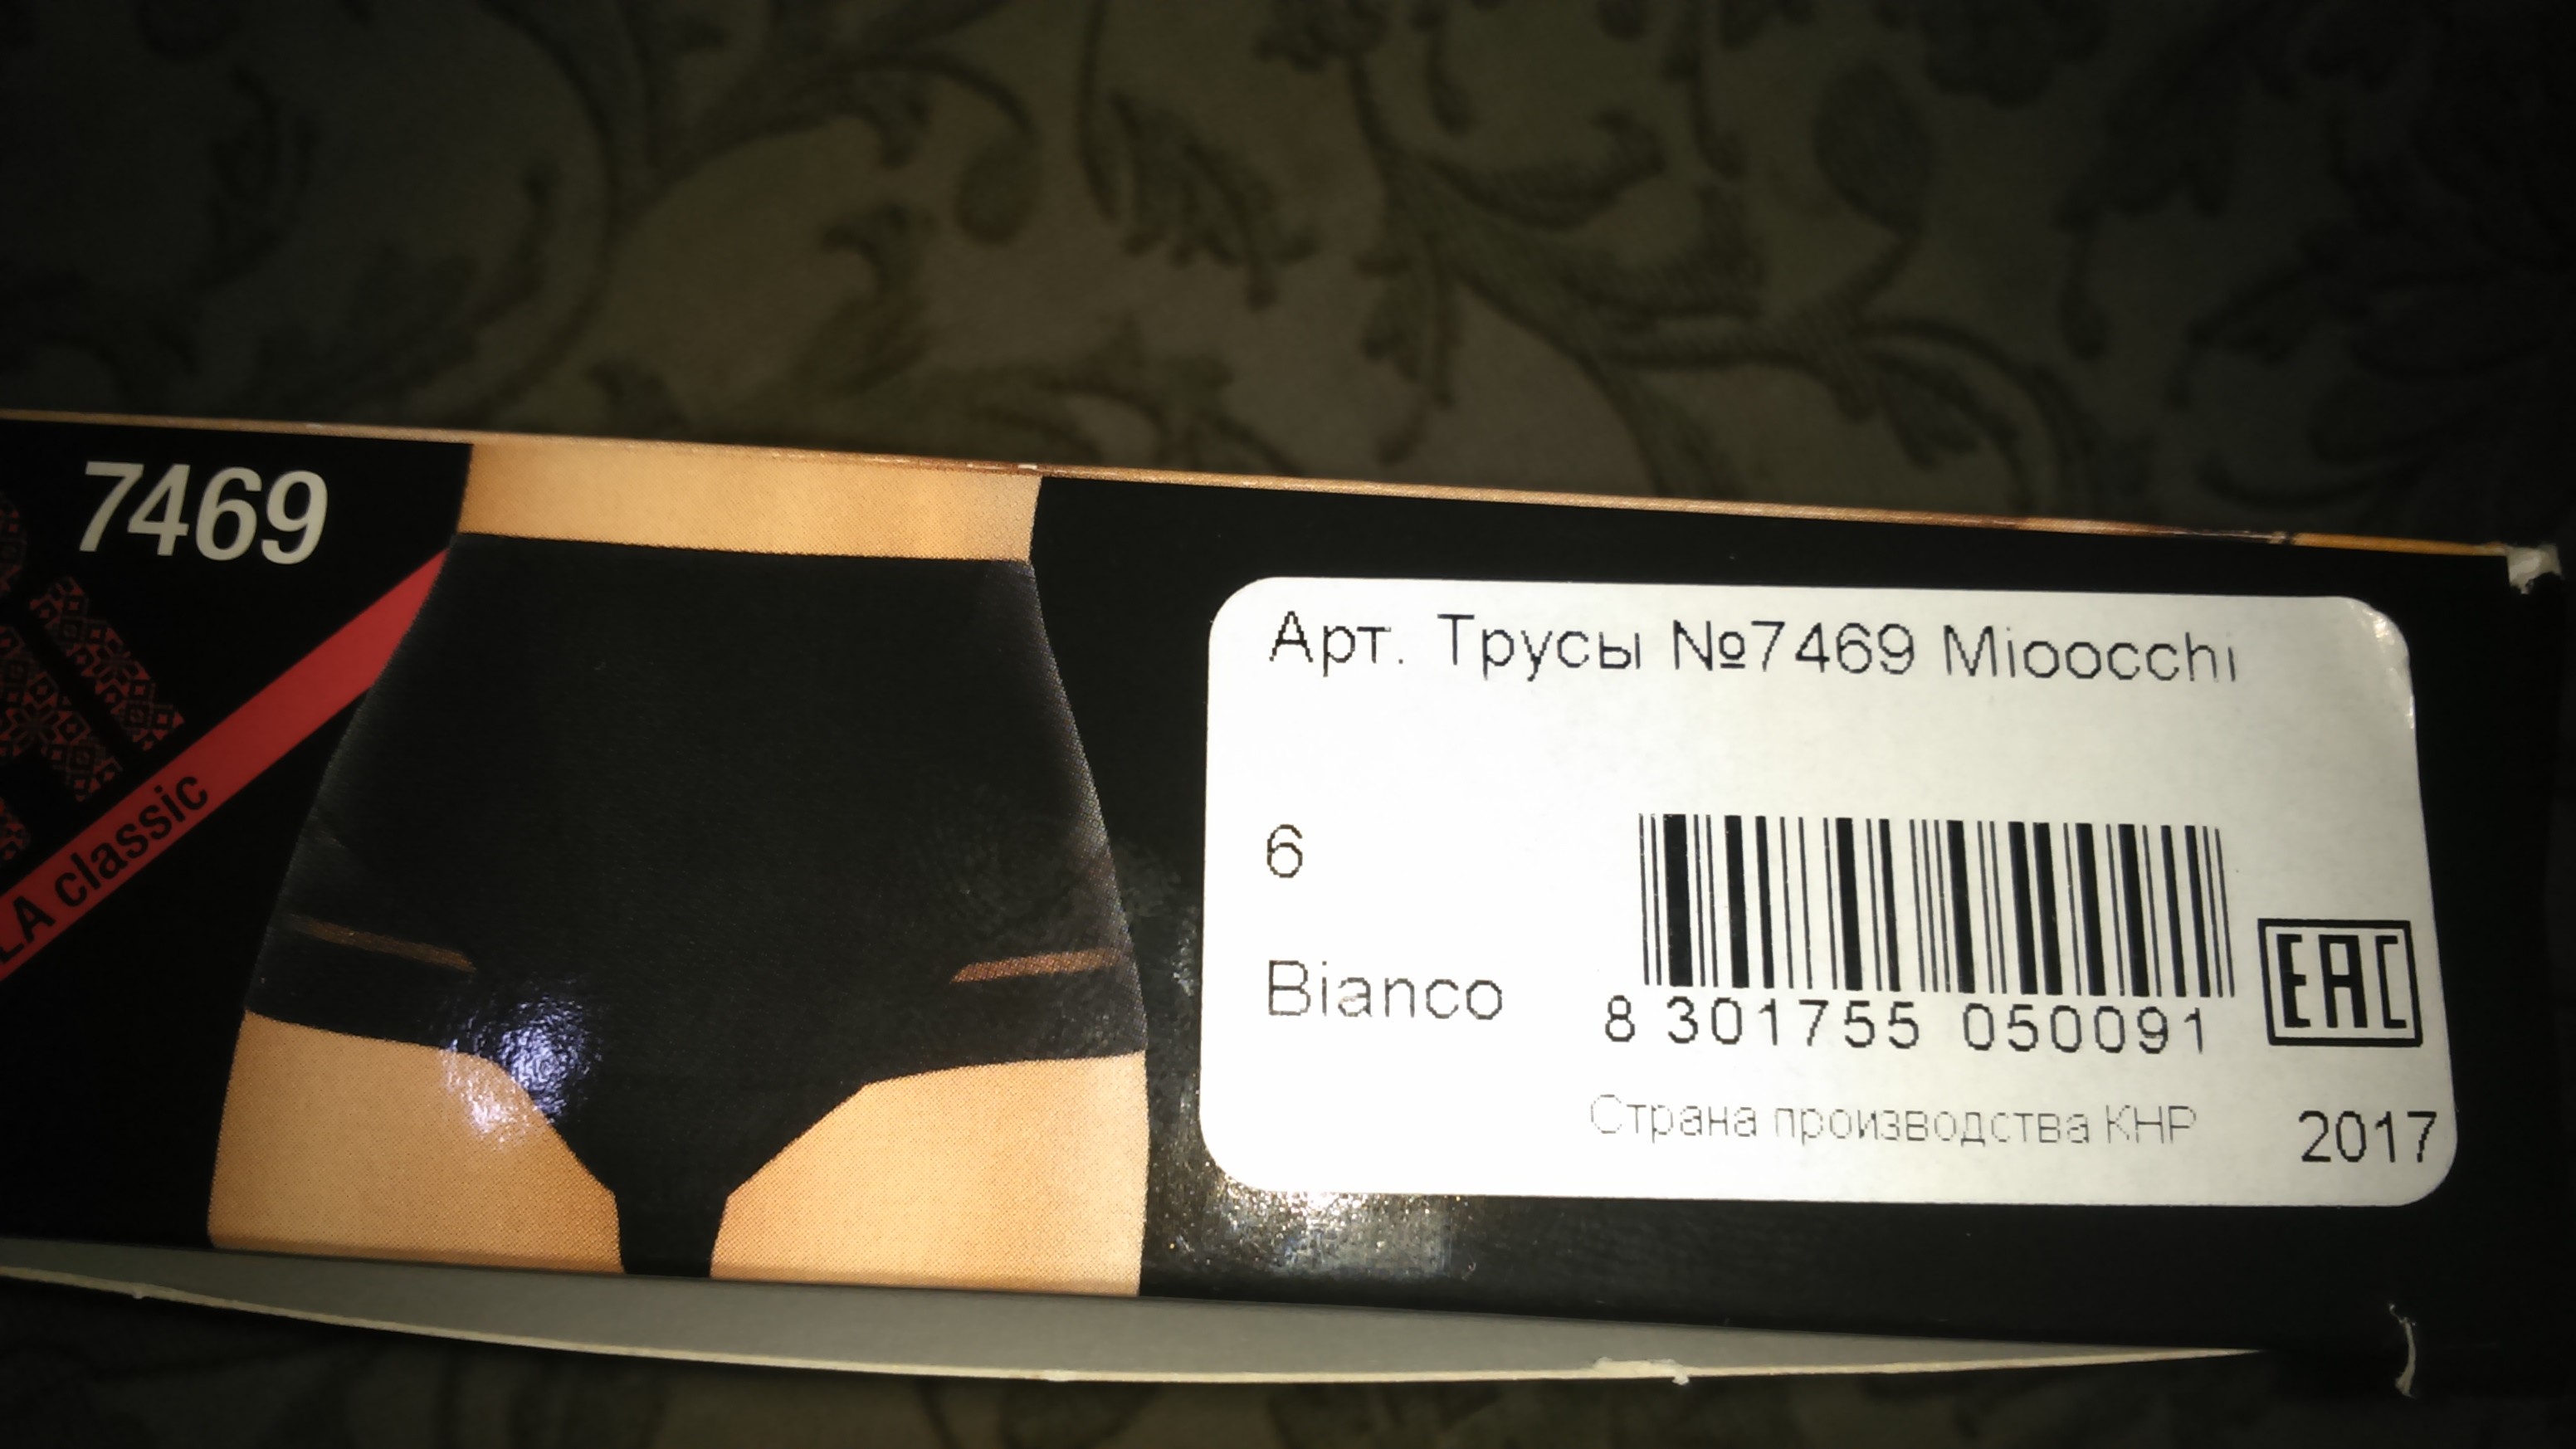 7469
LA classic
Арт. Трусы №7469 Mioocchi
6
Bianco
8 301755 050091
EAC
Страна производства КНР
2017